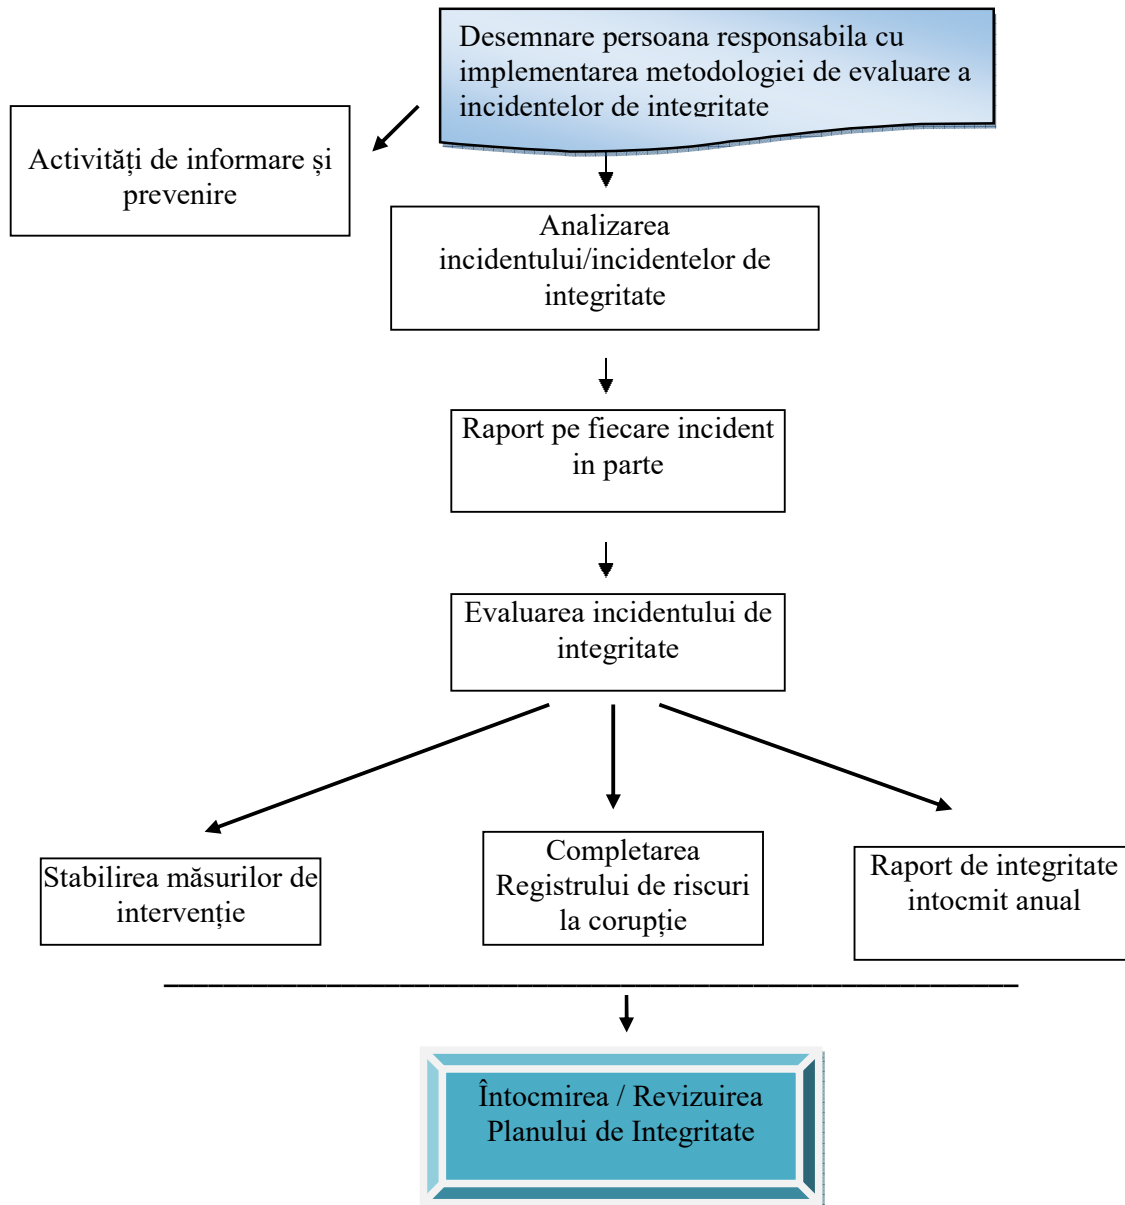 Desemnare persoana responsabila cu
implementarea metodologiei de evaluare a
incidentelor de integritate
Activități de informare și
prevenire
Analizarea
incidentului/incidentelor de
integritate
Raport pe fiecare incident
in parte
Evaluarea incidentului de
integritate
Stabilirea măsurilor de
intervenție
Completarea
Registrului de riscuri
la corupție
Raport de integritate
intocmit anual
Întocmirea / Revizuirea
Planului de Integritate